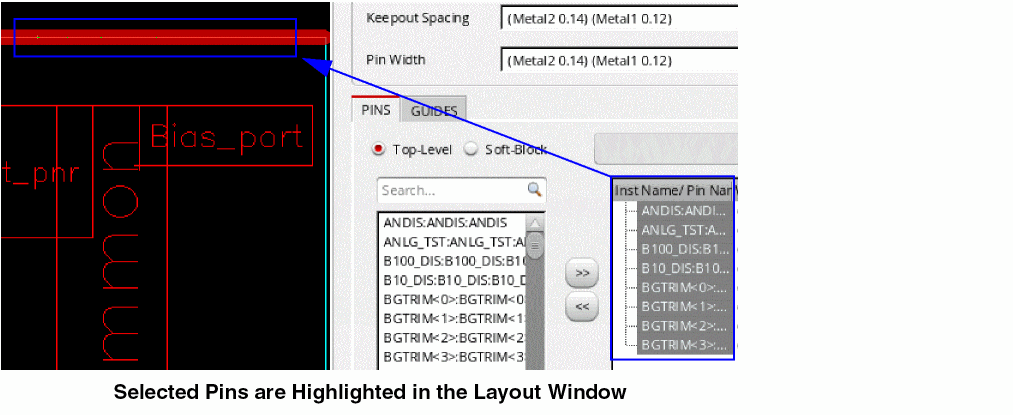 Keepout Spacing
(Metal2 0.14) (Metal1 0.12)
Pin Width
(Metal2 0.14) (Metal1 0.12)
PINS
GUIDES
Top-Level
Soft-Block
Search...
ANDIS:ANDIS:ANDIS
ANLG_TST:ANLG_TST:A
B100_DIS:B100_DIS:B10
B10_DIS:B10_DIS:B10_D
BGTRIM<0>:BGTRIM<0
BGTRIM<1>:BGTRIM<1
BGTRIM<2>:BGTRIM<2
BGTRIM<3>:BGTRIM<3
>>
<<
Inst Name/ Pin Nar
ANDIS:ANDI...
ANLG_TST:A...
B100_DIS:B1...
B10_DIS:B10...
BGTRIM<0>:...
BGTRIM<1>:...
BGTRIM<2>:...
BGTRIM<3>:...
Bias_port
t_pnr
mmon
Selected Pins are Highlighted in the Layout Window